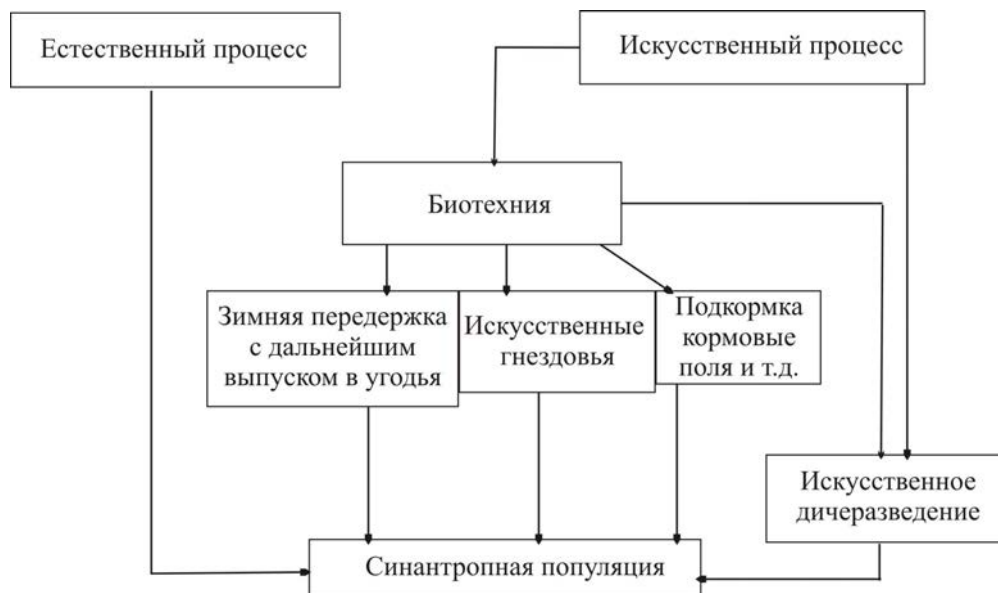 Естественный процесс
Искусственный процесс
Биотехния
Зимняя передержка
с дальнейшим
выпуском в угодья
Искусственные
гнездовья
Подкормка
кормовые
поля и т.д.
Искусственное
дичеразведение
Синантропная популяция